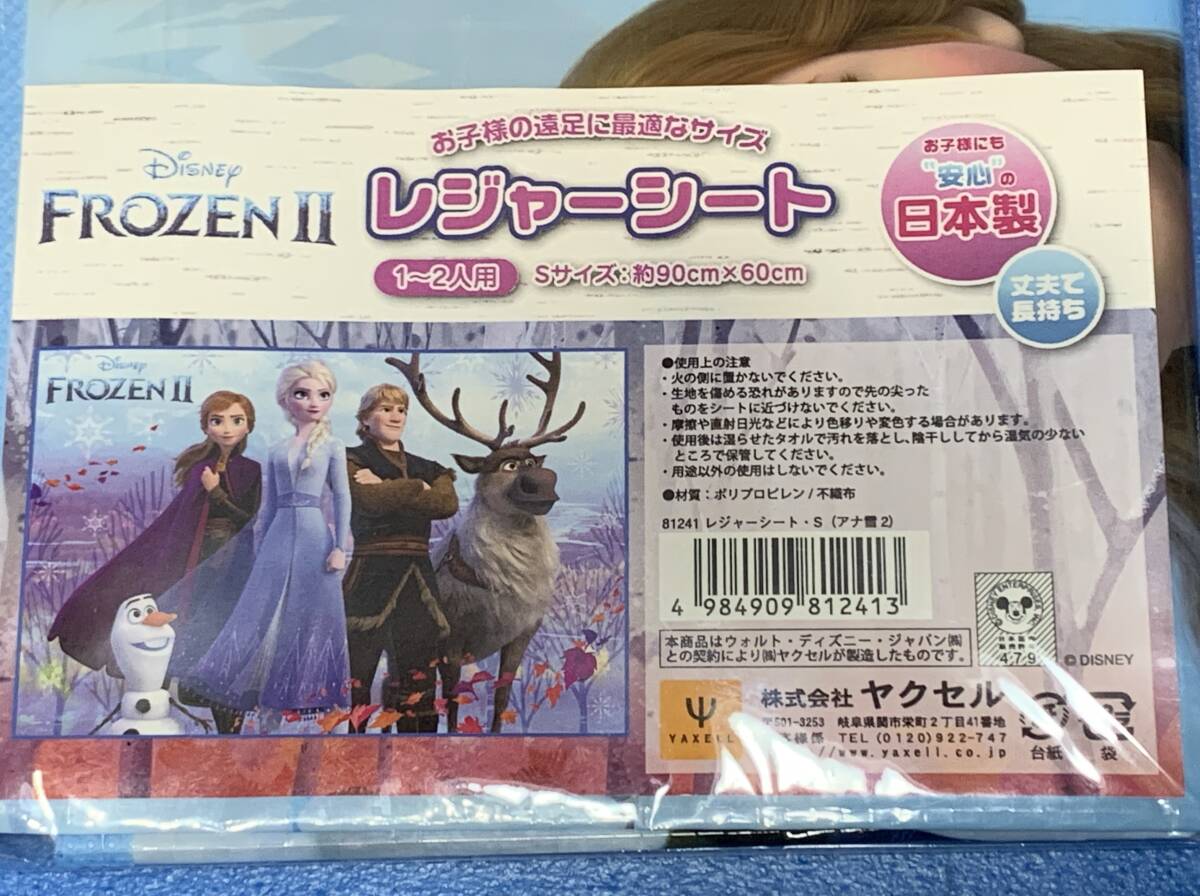 お子様の遠足に最適なサイズ
DISNEY
FROZEN II
レジャーシート
1～2人用 Sサイズ：約90cm×60cm
お子様にも
"安心"の
日本製
丈夫で
長持ち
Disney
FROZEN II
●使用上の注意
・火の側に置かないでください。
・生地を傷める恐れがありますので先の尖った
ものをシートに近づけないでください。
・摩擦や直射日光などにより色移りや変色する場合があります。
・使用後は湿らせたタオルで汚れを落とし、陰干ししてから湿気の少ない
ところで保管してください。
・用途以外の使用はしないでください。
●材質：ポリプロピレン/不織布
81241 レジャーシート・S（アナ雪2）
4 984909 812413
本商品はウォルト・ディズニー・ジャパン㈱
との契約により㈱ヤクセルが製造したものです。
4.7.9
©DISNEY
YAXELL
株式会社 ヤクセル
〒501-3253 岐阜県関市栄町2丁目41番地
様係 TEL (0120)922-747
//www.yaxell.co.jp
台紙 袋